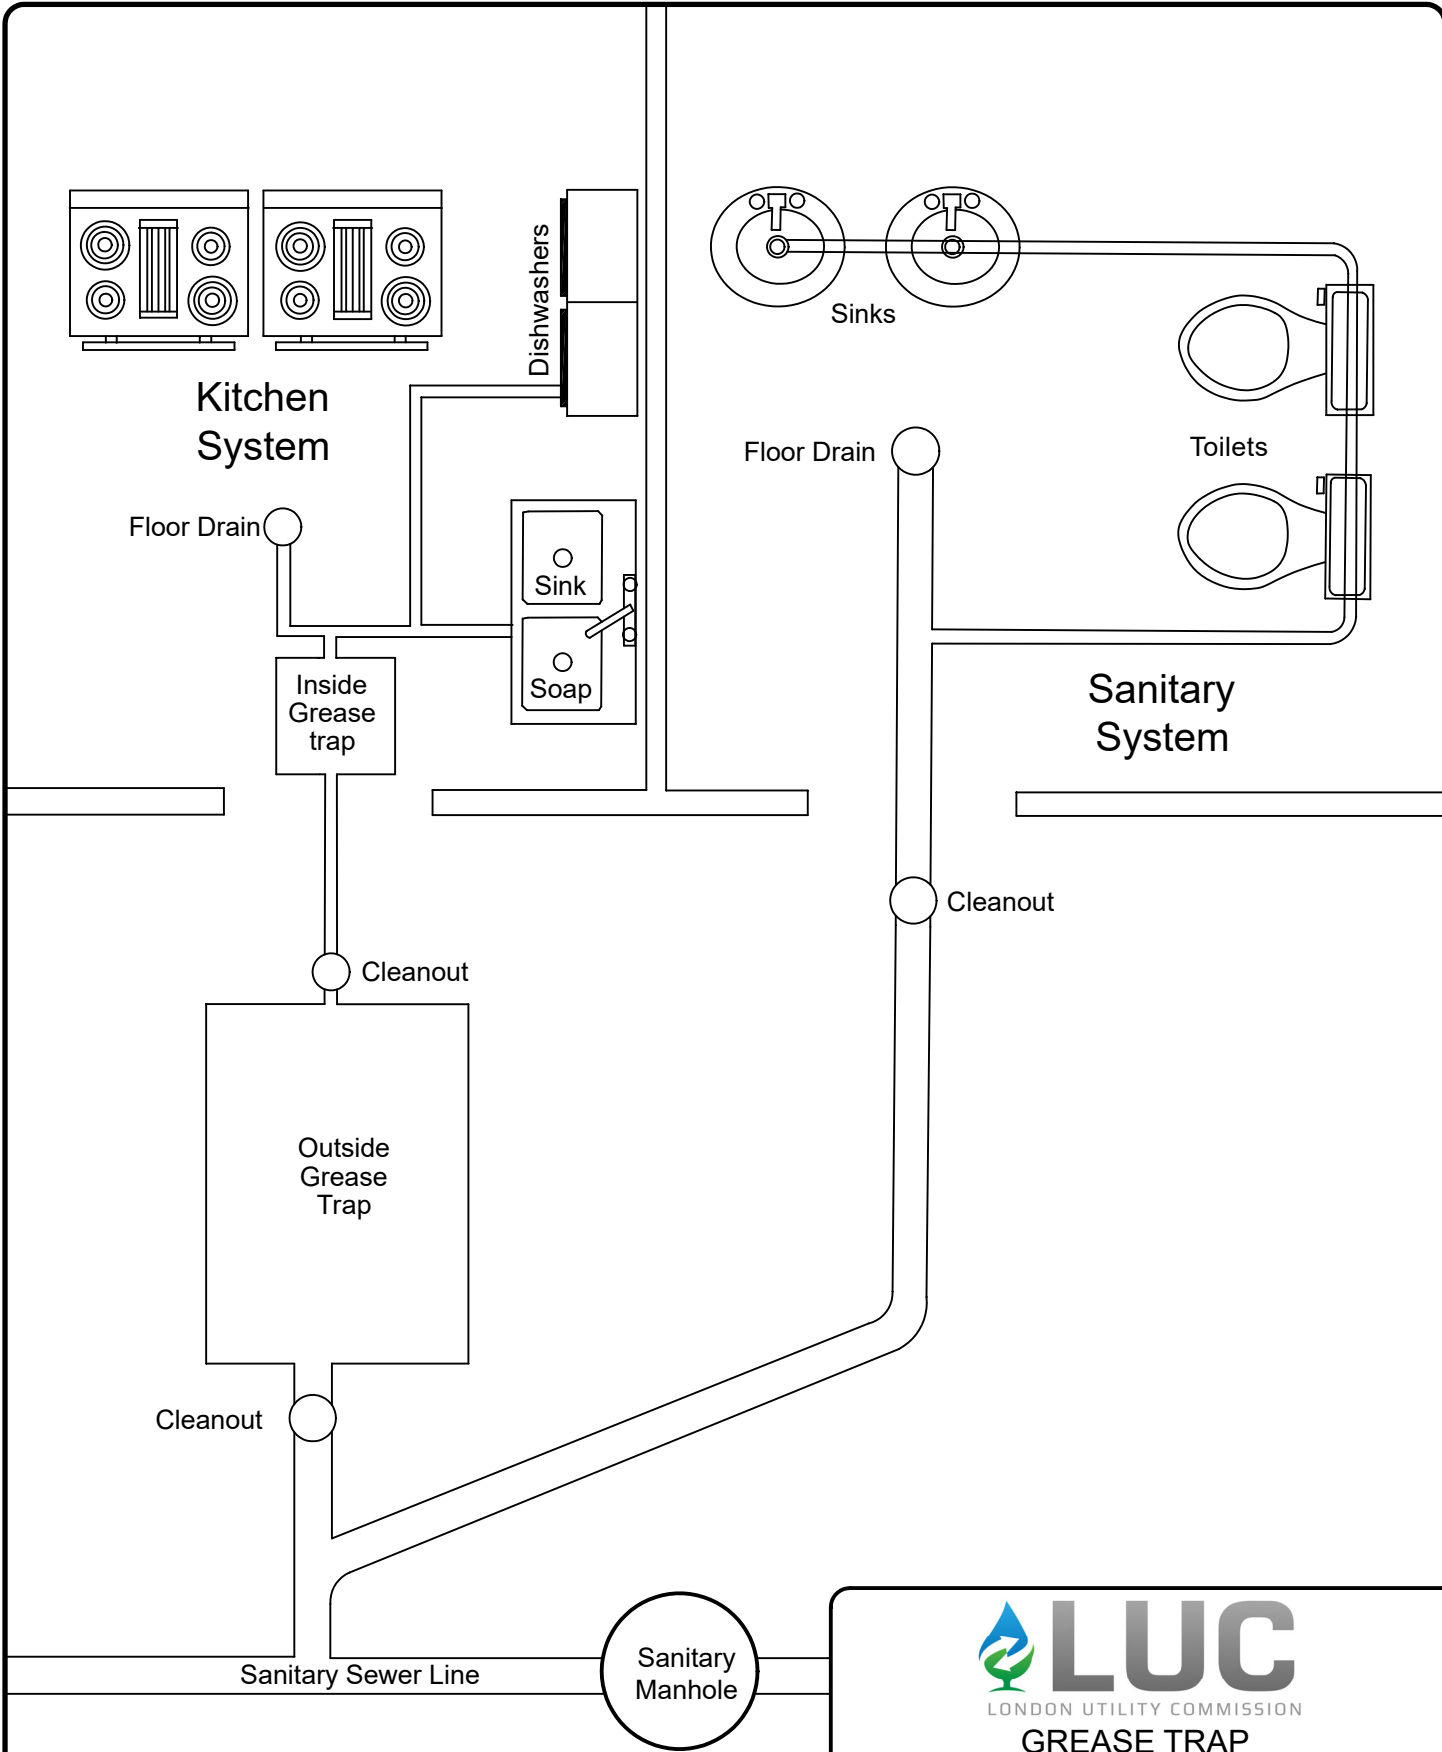 Dishwashers
Sinks
Kitchen
System
Floor Drain
Toilets
Floor Drain
Sink
Soap
Inside
Grease
trap
Sanitary
System
Cleanout
Cleanout
Outside
Grease
Trap
Cleanout
Sanitary Sewer Line
Sanitary
Manhole
LUC
LONDON UTILITY COMMISSION
GREASE TRAP